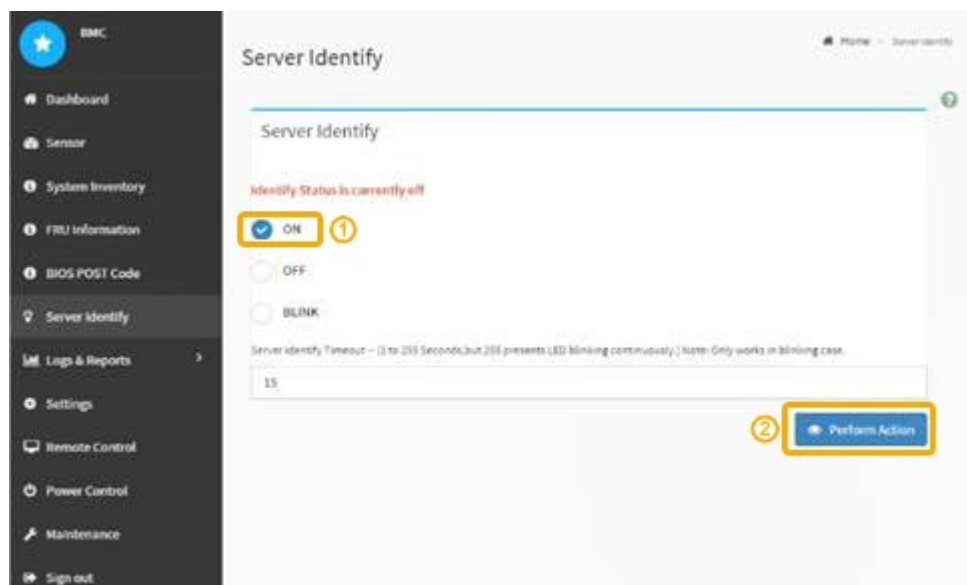 BMC
Dashboard
Sensor
System Inventory
FRU Information
BIOS POST Code
Server Identify
Logs & Reports
Settings
Remote Control
Power Control
Maintenance
Sign out
Home - Server Identify
Server Identify
Server Identify
Identify Status is currently off
ON 1
OFF
BLINK
Server Identify Timeout – (1 to 255 Seconds,but 255 presents LED blinking continuously.) Note: Only works in blinking case.
15
2 Perform Action